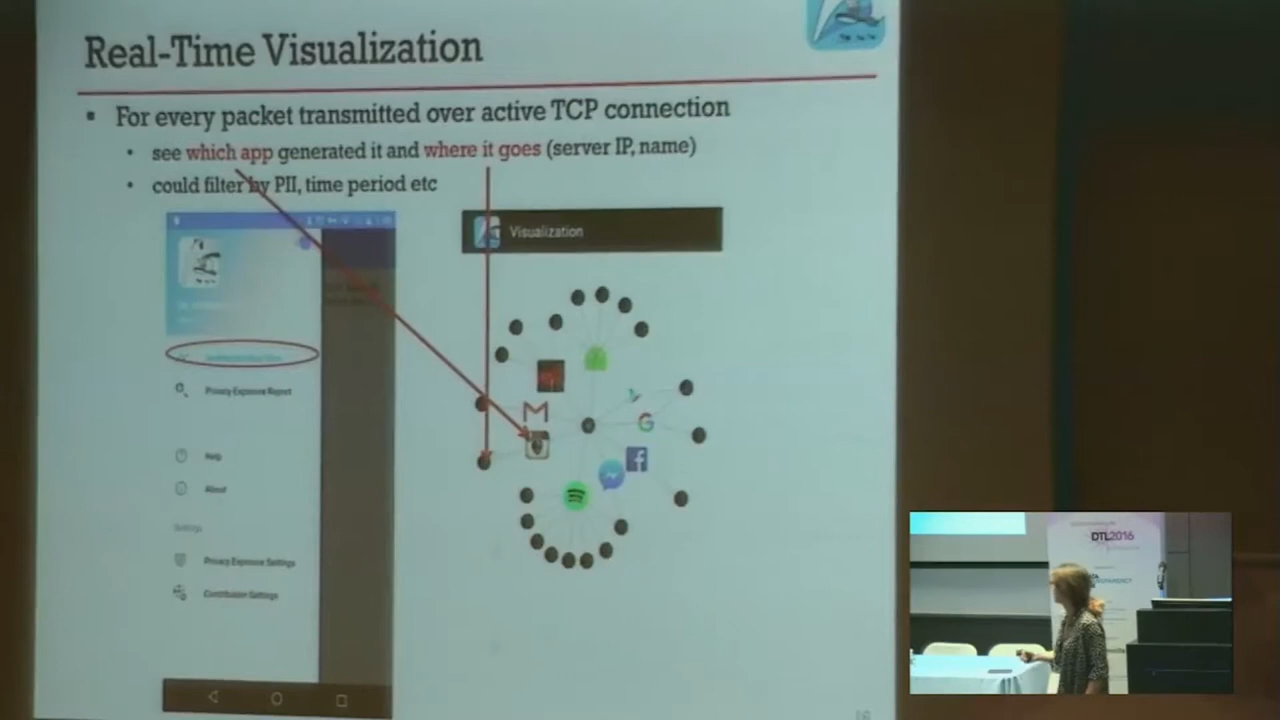 Real-Time Visualization
For every packet transmitted over active TCP connection
see which app generated it and where it goes (server IP, name)
could filter by PII, time period etc
Visualization
Privacy Exposure Report
Help
About
Settings
Privacy Exposure Settings
Contribution Settings
DTL2016